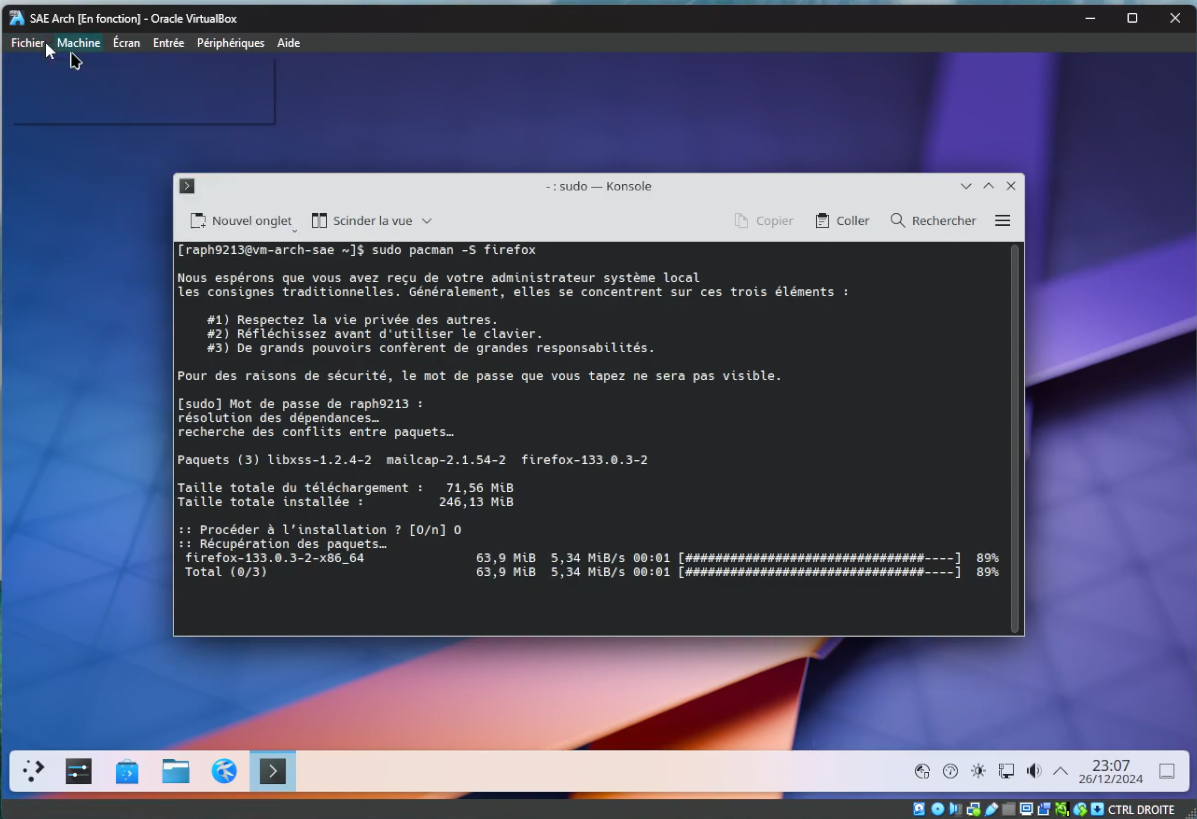 SAE Arch [En fonction] - Oracle VirtualBox
Fichier Machine Écran Entrée Périphériques Aide
- : sudo — Konsole
Nouvel onglet Scinder la vue Copier Coller Rechercher
[raph9213@vm-arch-sae ~]$ sudo pacman -S firefox
Nous espérons que vous avez reçu de votre administrateur système local
les consignes traditionnelles. Généralement, elles se concentrent sur ces trois éléments :
#1) Respectez la vie privée des autres.
#2) Réfléchissez avant d'utiliser le clavier.
#3) De grands pouvoirs confèrent de grandes responsabilités.
Pour des raisons de sécurité, le mot de passe que vous tapez ne sera pas visible.
[sudo] Mot de passe de raph9213 :
résolution des dépendances…
recherche des conflits entre paquets…
Paquets (3) libxss-1.2.4-2  mailcap-2.1.54-2  firefox-133.0.3-2
Taille totale du téléchargement :   71,56 MiB
Taille totale installée :          246,13 MiB
:: Procéder à l’installation ? [O/n] O
:: Récupération des paquets…
firefox-133.0.3-2-x86_64 63,9 MiB  5,34 MiB/s 00:01 [################################----]  89%
Total (0/3) 63,9 MiB  5,34 MiB/s 00:01 [################################----]  89%
23:07
26/12/2024
CTRL DROITE